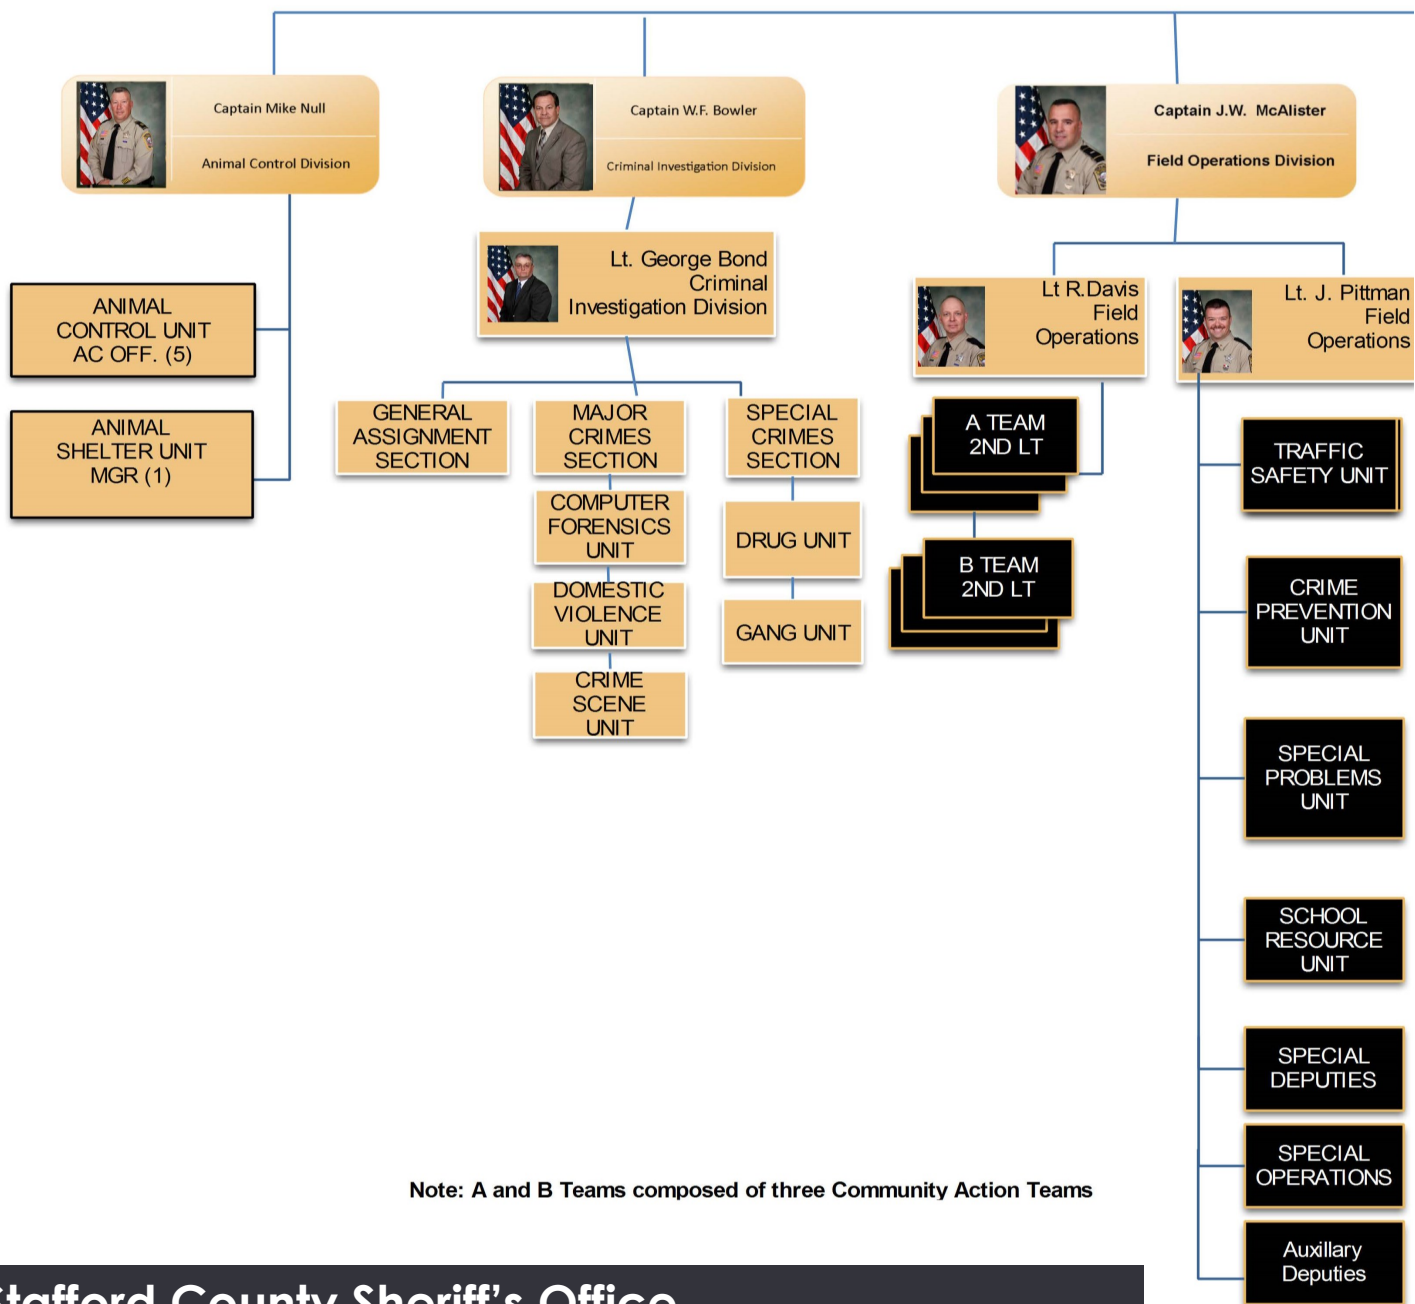 Captain Mike Null
Animal Control Division
Captain W.F. Bowler
Criminal Investigation Division
Captain J.W. McAlister
Field Operations Division
ANIMAL
CONTROL UNIT
AC OFF. (5)
ANIMAL
SHELTER UNIT
MGR (1)
Lt. George Bond
Criminal
Investigation Division
GENERAL
ASSIGNMENT
SECTION
MAJOR
CRIMES
SECTION
COMPUTER
FORENSICS
UNIT
DOMESTIC
VIOLENCE
UNIT
CRIME
SCENE
UNIT
SPECIAL
CRIMES
SECTION
DRUG UNIT
GANG UNIT
Lt R.Davis
Field
Operations
A TEAM
2ND LT
B TEAM
2ND LT
Lt. J. Pittman
Field
Operations
TRAFFIC
SAFETY UNIT
CRIME
PREVENTION
UNIT
SPECIAL
PROBLEMS
UNIT
SCHOOL
RESOURCE
UNIT
SPECIAL
DEPUTIES
SPECIAL
OPERATIONS
Auxillary
Deputies
Note: A and B Teams composed of three Community Action Teams
Stafford County Sheriff's Office